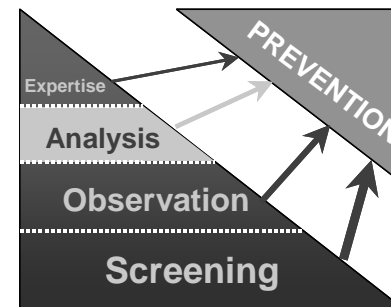 PREVENTION
Expertise
Analysis
Observation
Screening